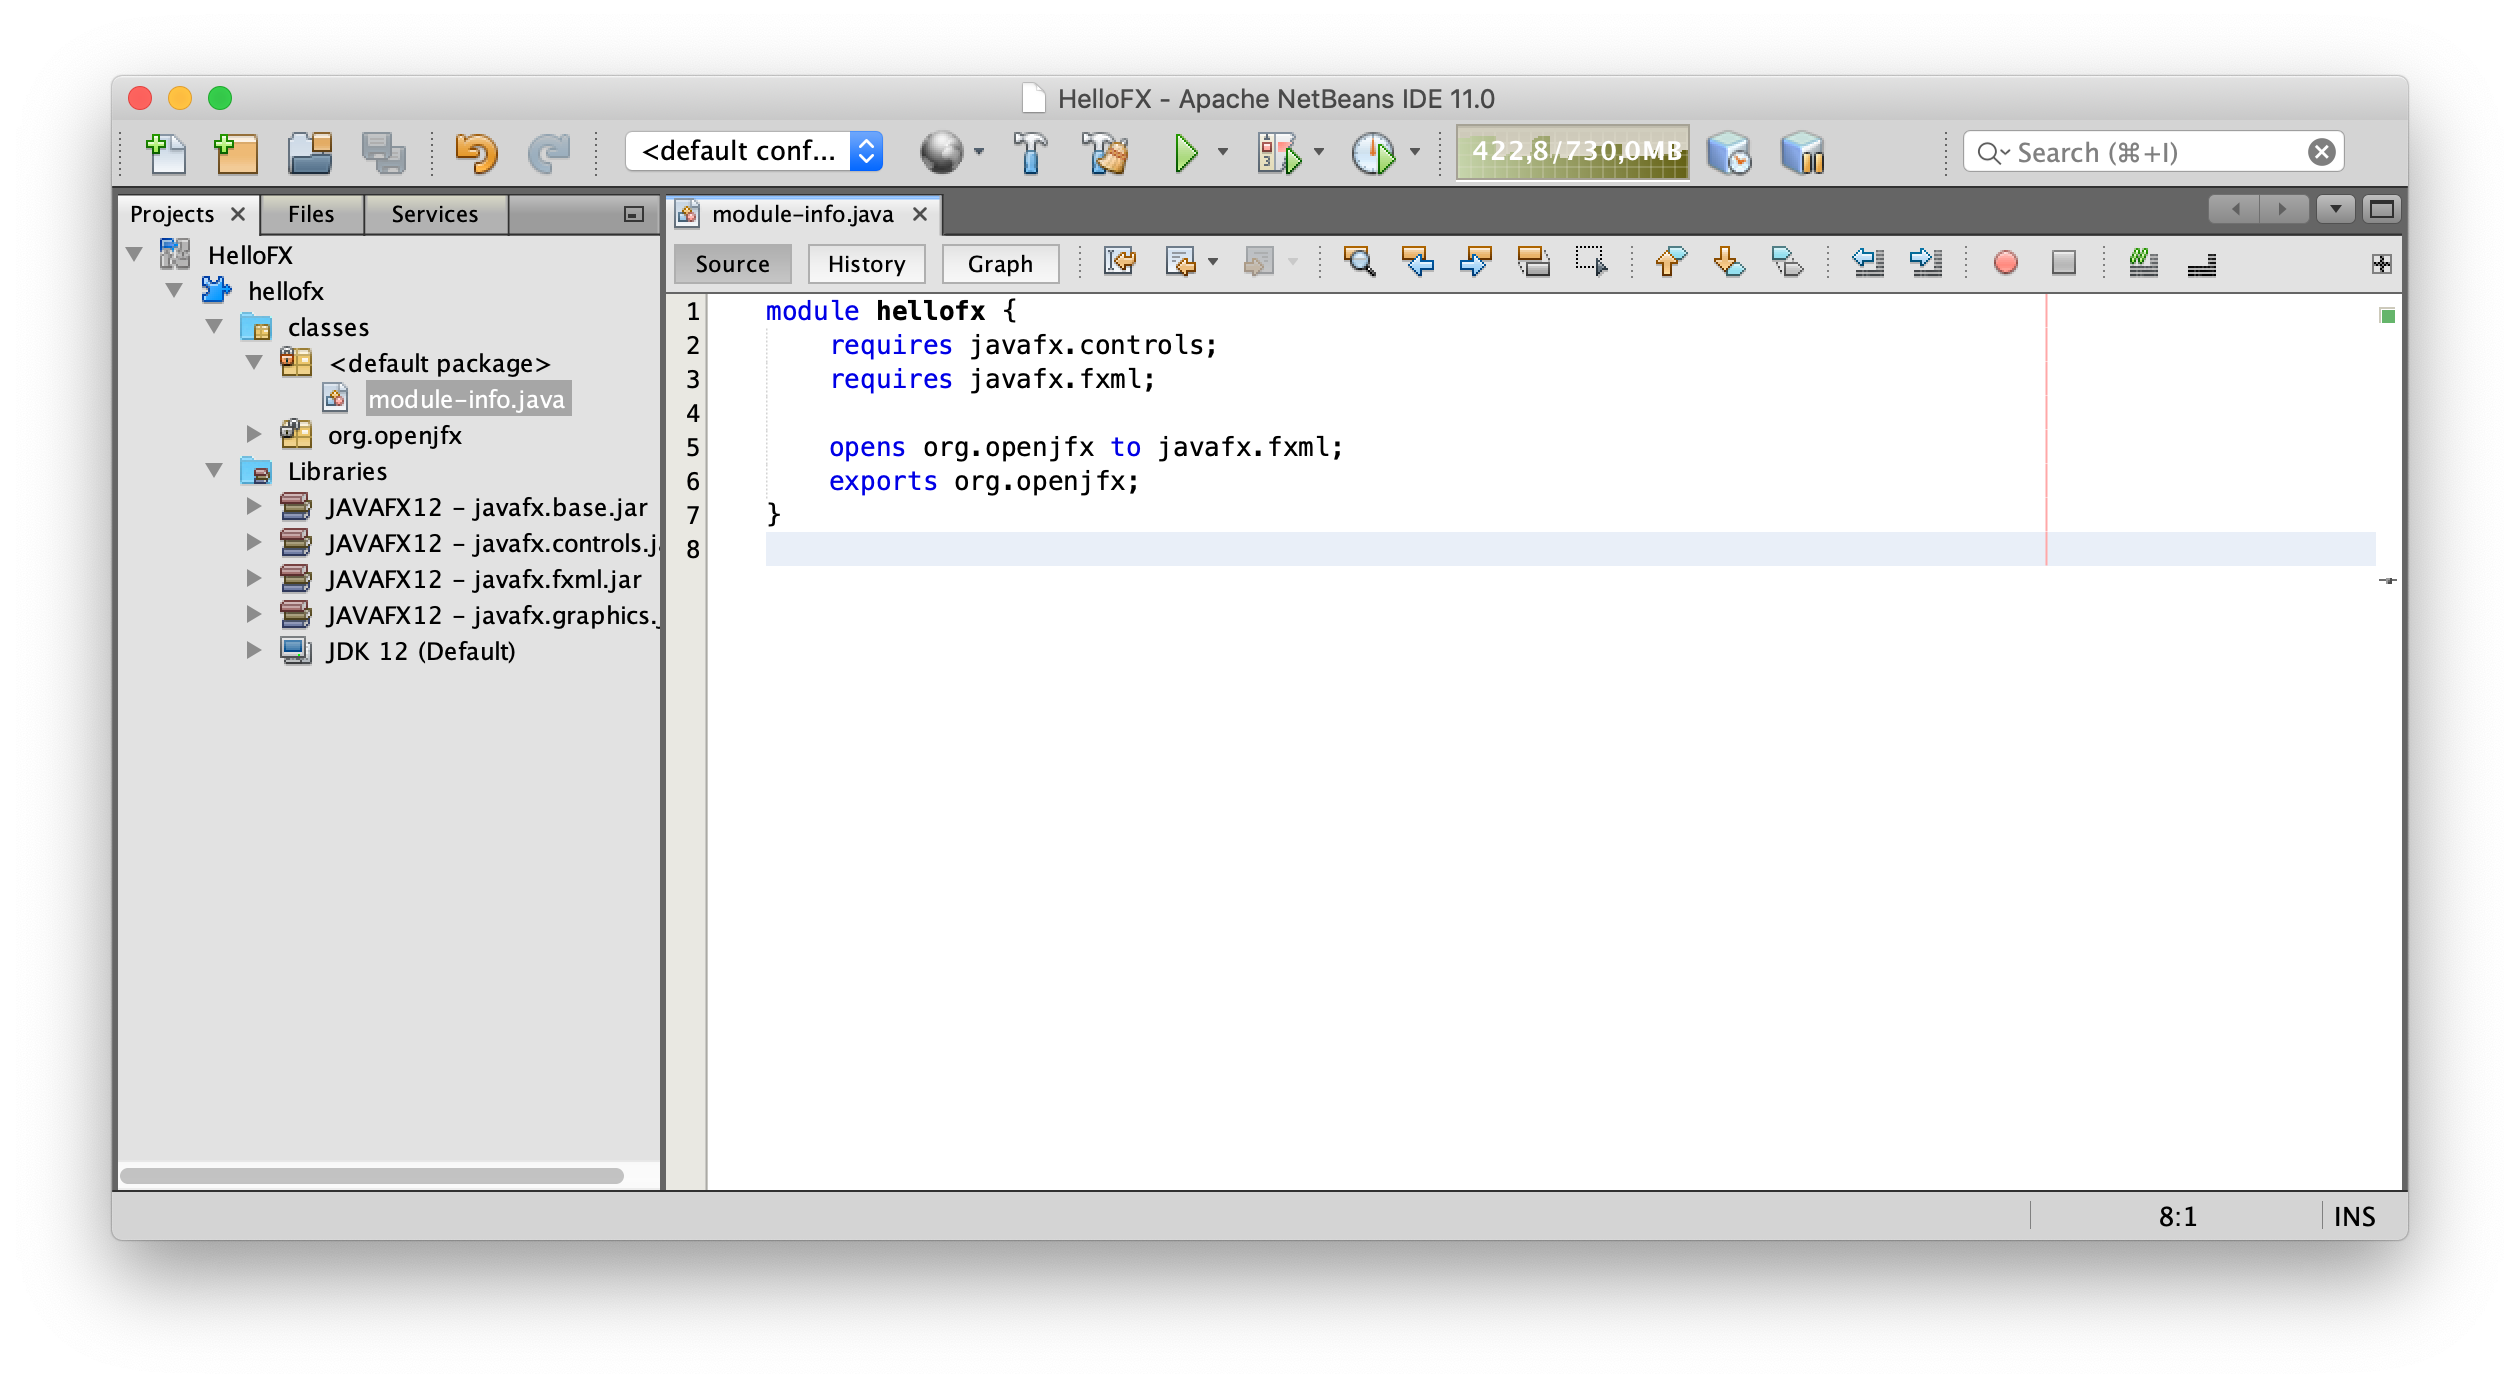 HelloFX - Apache NetBeans IDE 11.0
<default conf...
422,8/730,0MB
Search (⌘+I)
Projects
Files
Services
HelloFX
hellofx
classes
<default package>
module-info.java
org.openjfx
Libraries
JAVAFX12 - javafx.base.jar
JAVAFX12 - javafx.controls.j
JAVAFX12 - javafx.fxml.jar
JAVAFX12 - javafx.graphics.
JDK 12 (Default)
module-info.java
Source History Graph
1 module hellofx {
2 requires javafx.controls;
3 requires javafx.fxml;
4
5 opens org.openjfx to javafx.fxml;
6 exports org.openjfx;
7 }
8
8:1 INS